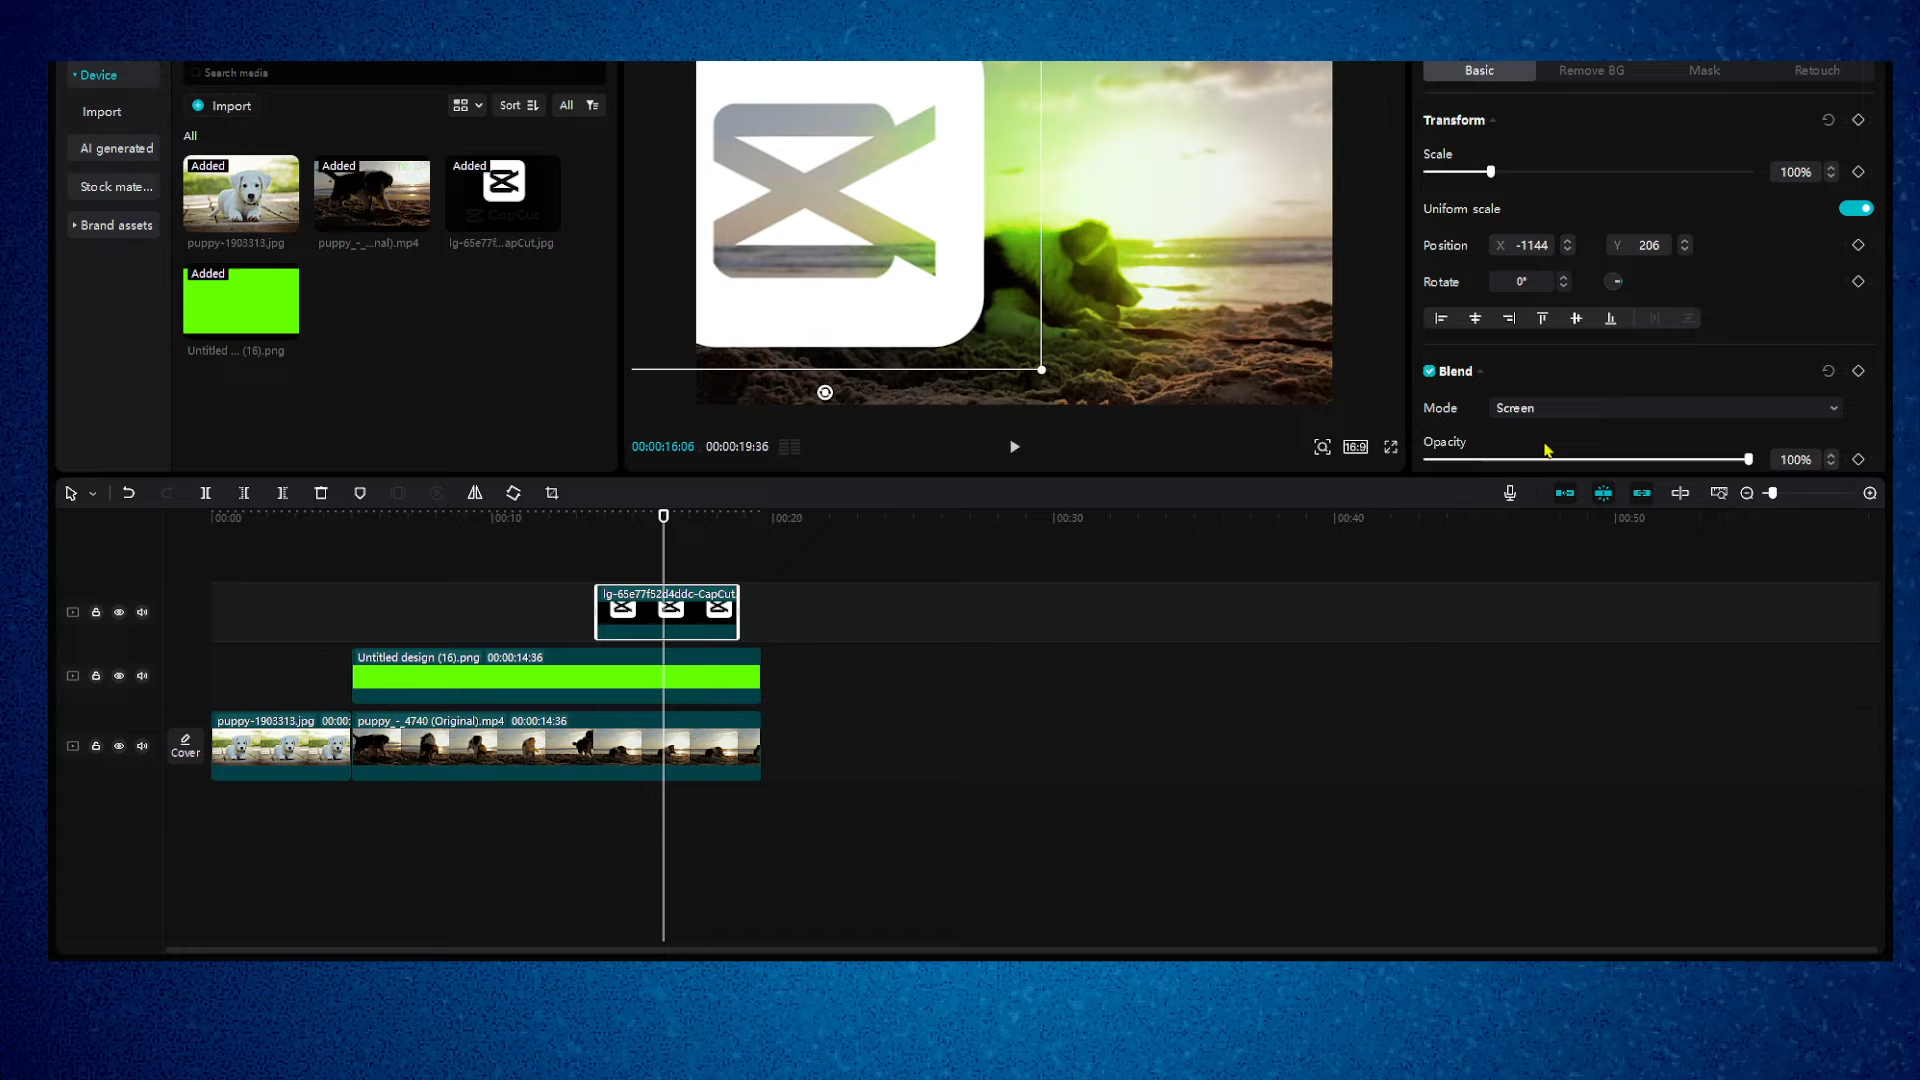 Device
Import
AI generated
Stock mate...
Brand assets
Search media
Import
Sort
All
All
Added
puppy-1903313.jpg
Added
puppy_-_...nal).mp4
Added
CapCut
lg-65e77f...apCut.jpg
Added
Untitled ... (16).png
00:00:16:06
00:00:19:36
16:9
Basic
Remove BG
Mask
Retouch
Transform
Scale
100%
Uniform scale
Position
X -1144
Y 206
Rotate
0°
Blend
Mode
Screen
Opacity
100%
00:00
00:10
00:20
00:30
00:40
00:50
lg-65e77f52d4ddc-CapCut.
Untitled design (16).png 00:00:14:36
Cover
puppy-1903313.jpg 00:00:
puppy_-_4740 (Original).mp4 00:00:14:36